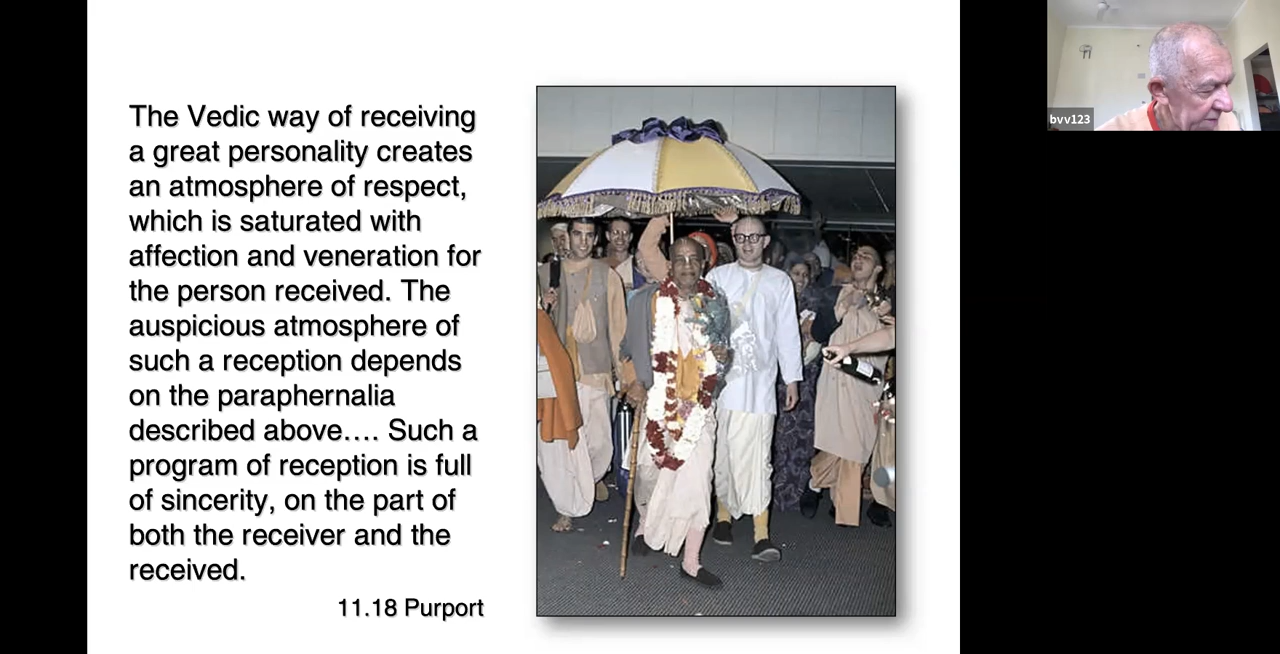 The Vedic way of receiving
a great personality creates
an atmosphere of respect,
which is saturated with
affection and veneration for
the person received. The
auspicious atmosphere of
such a reception depends
on the paraphernalia
described above.... Such a
program of reception is full
of sincerity, on the part of
both the receiver and the
received.
11.18 Purport
bvv123